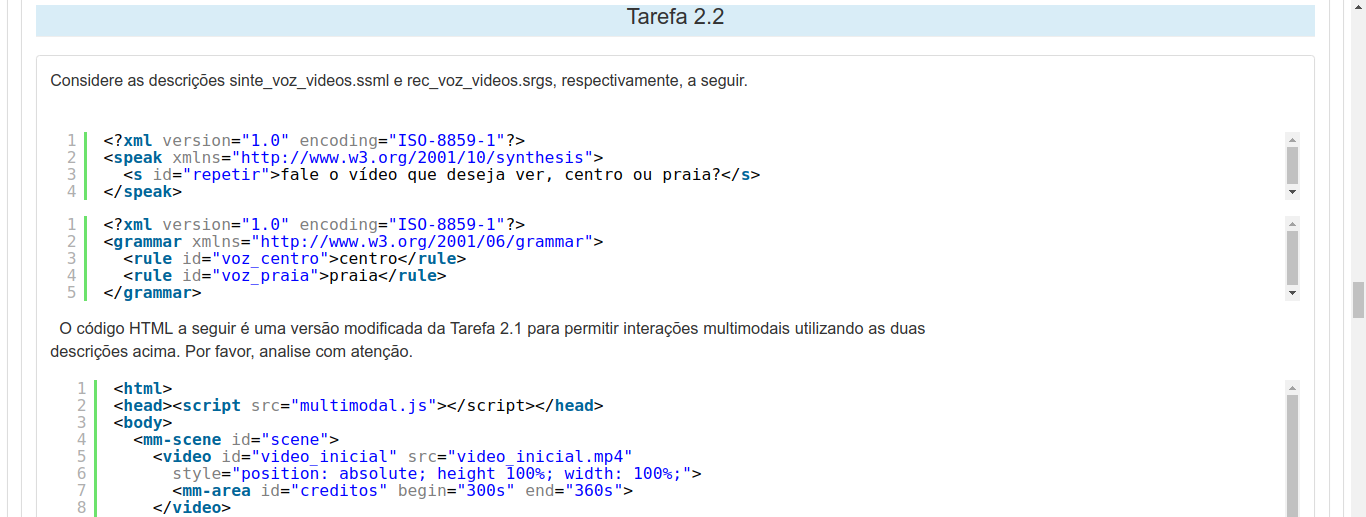 Tarefa 2.2
Considere as descrições sinte_voz_videos.ssml e rec_voz_videos.srgs, respectivamente, a seguir.
1 <?xml version="1.0" encoding="ISO-8859-1"?>
2 <speak xmlns="http://www.w3.org/2001/10/synthesis">
3 <s id="repetir">fale o vídeo que deseja ver, centro ou praia?</s>
4 </speak>
1 <?xml version="1.0" encoding="ISO-8859-1"?>
2 <grammar xmlns="http://www.w3.org/2001/06/grammar">
3 <rule id="voz_centro">centro</rule>
4 <rule id="voz_praia">praia</rule>
5 </grammar>
O código HTML a seguir é uma versão modificada da Tarefa 2.1 para permitir interações multimodais utilizando as duas
descrições acima. Por favor, analise com atenção.
1 <html>
2 <head><script src="multimodal.js"></script></head>
3 <body>
4 <mm-scene id="scene">
5 <video id="video_inicial" src="video_inicial.mp4"
6 style="position: absolute; height 100%; width: 100%;">
7 <mm-area id="creditos" begin="300s" end="360s">
8 </video>